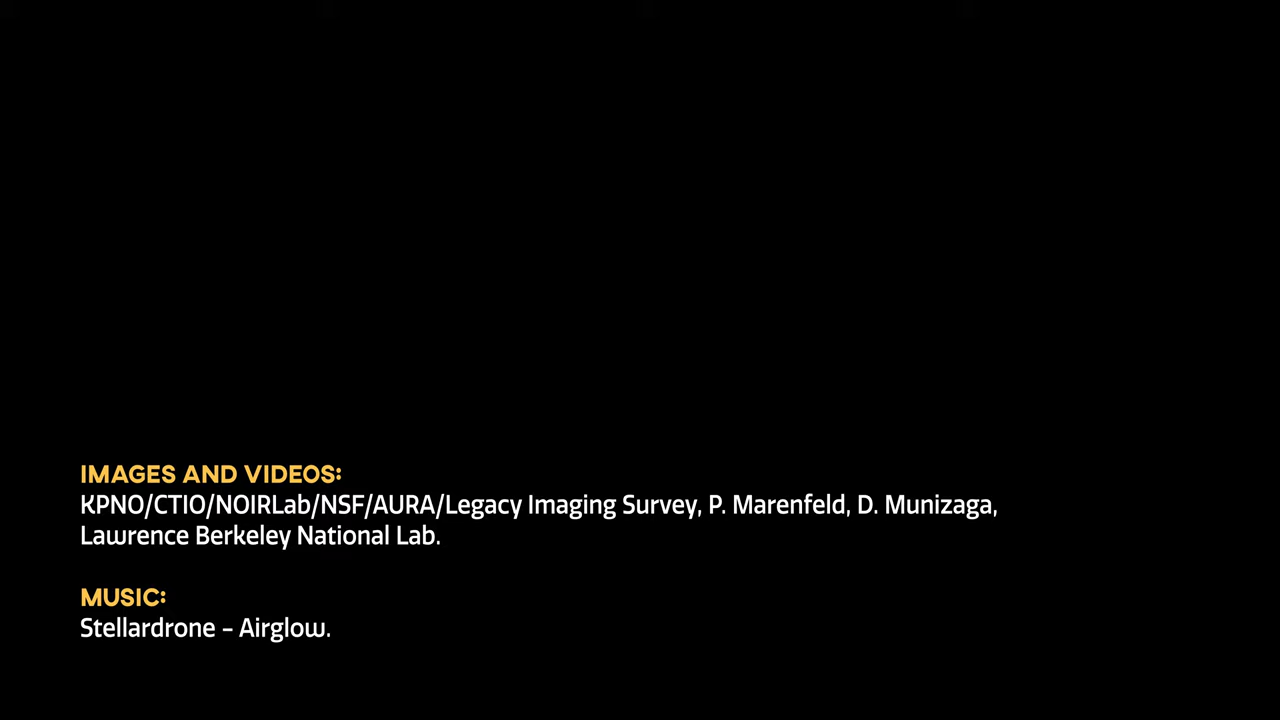 IMAGES AND VIDEOS:
KPNO/CTIO/NOIRLab/NSF/AURA/Legacy Imaging Survey, P. Marenfeld, D. Munizaga,
Lawrence Berkeley National Lab.
MUSIC:
Stellardrone – Airglow.